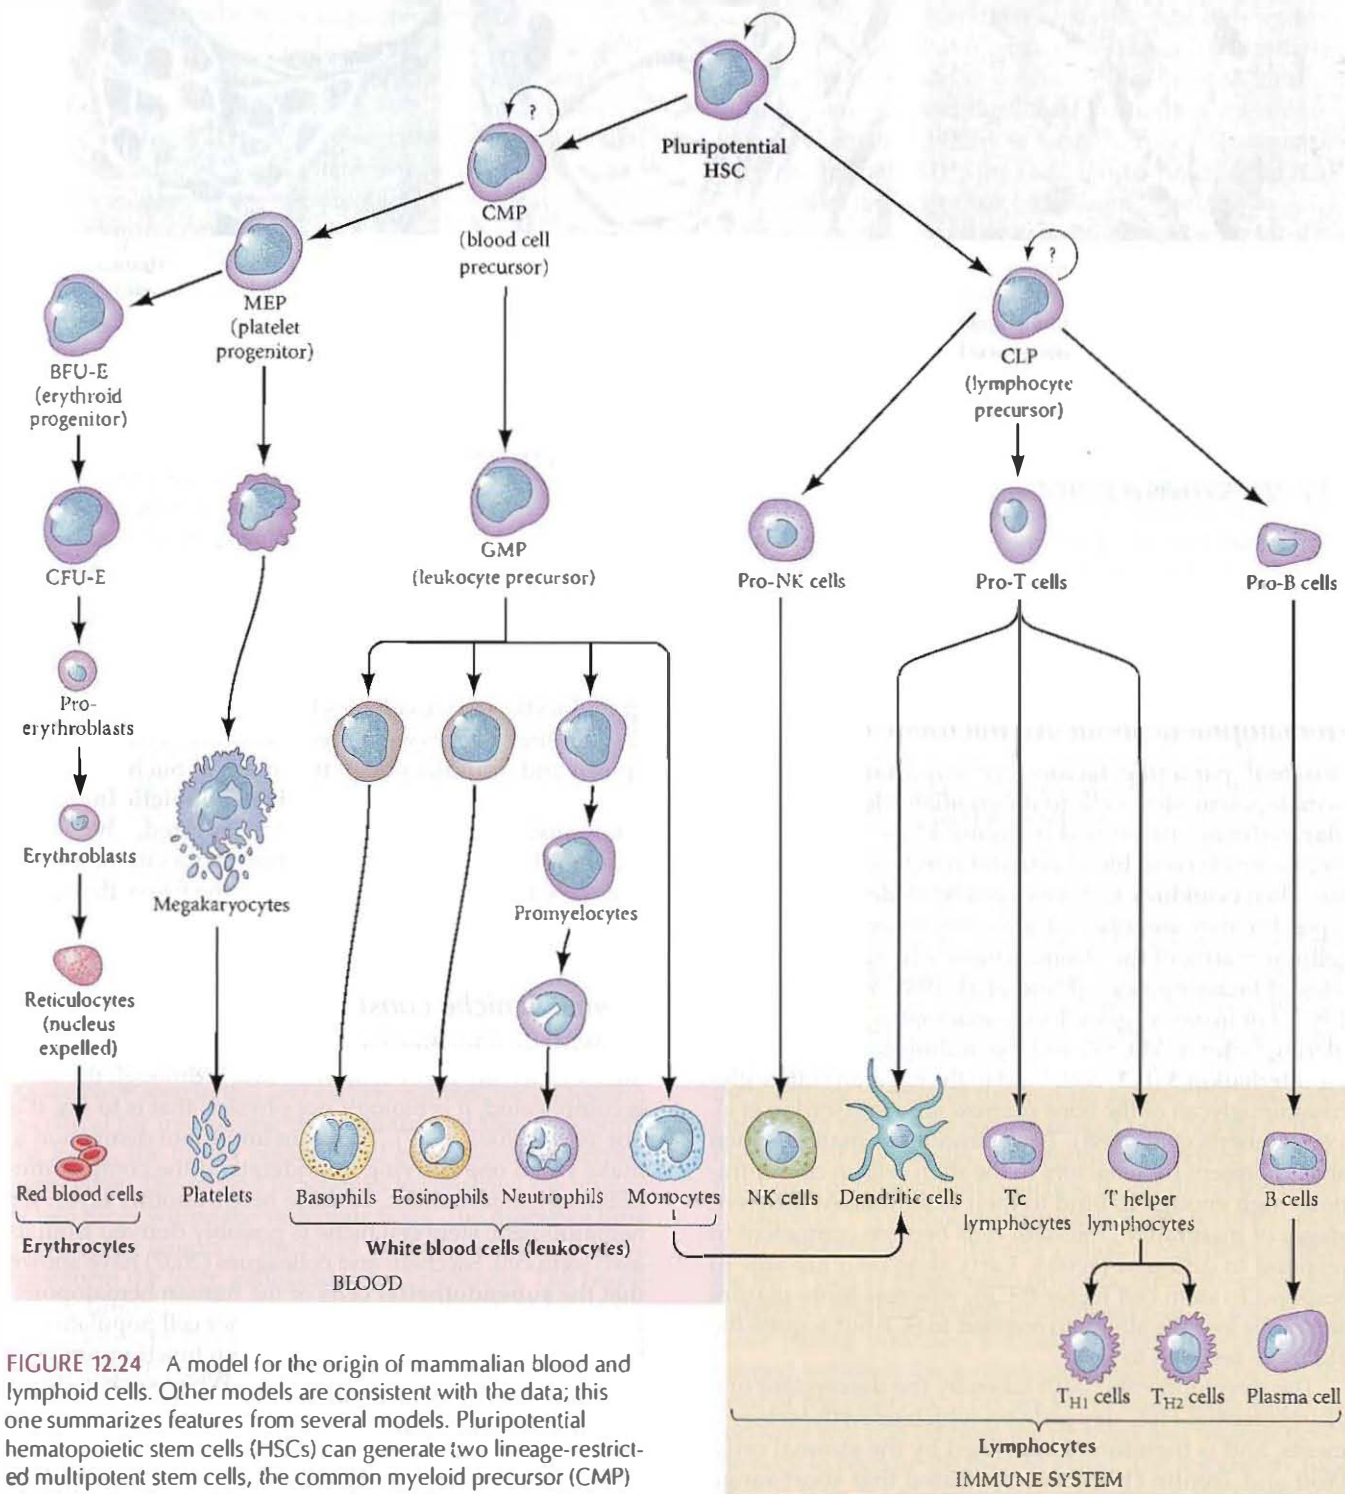 ?
Pluripotential
HSC
CMP
(blood cell
precursor)
?
MEP
(platelet
progenitor)
CLP
(lymphocyte
precursor)
BFU-E
(erythroid
progenitor)
CFU-E
GMP
(leukocyte precursor)
Pro-NK cells
Pro-T cells
Pro-B cells
Pro-
erythroblasts
Erythroblasts
Megakaryocytes
Promyelocytes
Reticulocytes
(nucleus
expelled)
Red blood cells
Platelets
Basophils
Eosinophils
Neutrophils
Monocytes
NK cells
Dendritic cells
Tc
lymphocytes
T helper
lymphocytes
B cells
Erythrocytes
White blood cells (leukocytes)
BLOOD
TH1 cells
TH2 cells
Plasma cell
Lymphocytes
IMMUNE SYSTEM
FIGURE 12.24 A model for the origin of mammalian blood and
lymphoid cells. Other models are consistent with the data; this
one summarizes features from several models. Pluripotential
hematopoietic stem cells (HSCs) can generate two lineage-restrict-
ed multipotent stem cells, the common myeloid precursor (CMP)